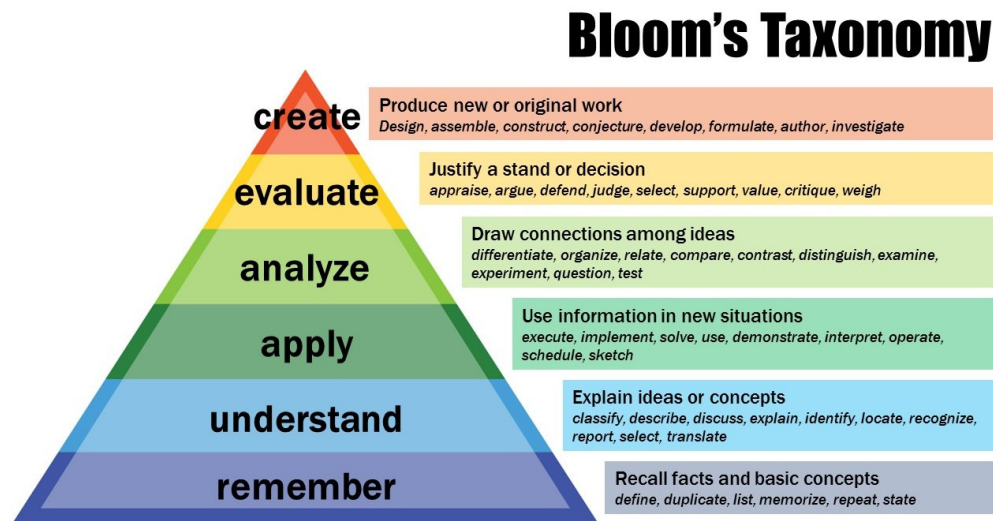 Bloom's Taxonomy
create
Produce new or original work
Design, assemble, construct, conjecture, develop, formulate, author, investigate
evaluate
Justify a stand or decision
appraise, argue, defend, judge, select, support, value, critique, weigh
analyze
Draw connections among ideas
differentiate, organize, relate, compare, contrast, distinguish, examine,
experiment, question, test
apply
Use information in new situations
execute, implement, solve, use, demonstrate, interpret, operate,
schedule, sketch
understand
Explain ideas or concepts
classify, describe, discuss, explain, identify, locate, recognize,
report, select, translate
remember
Recall facts and basic concepts
define, duplicate, list, memorize, repeat, state